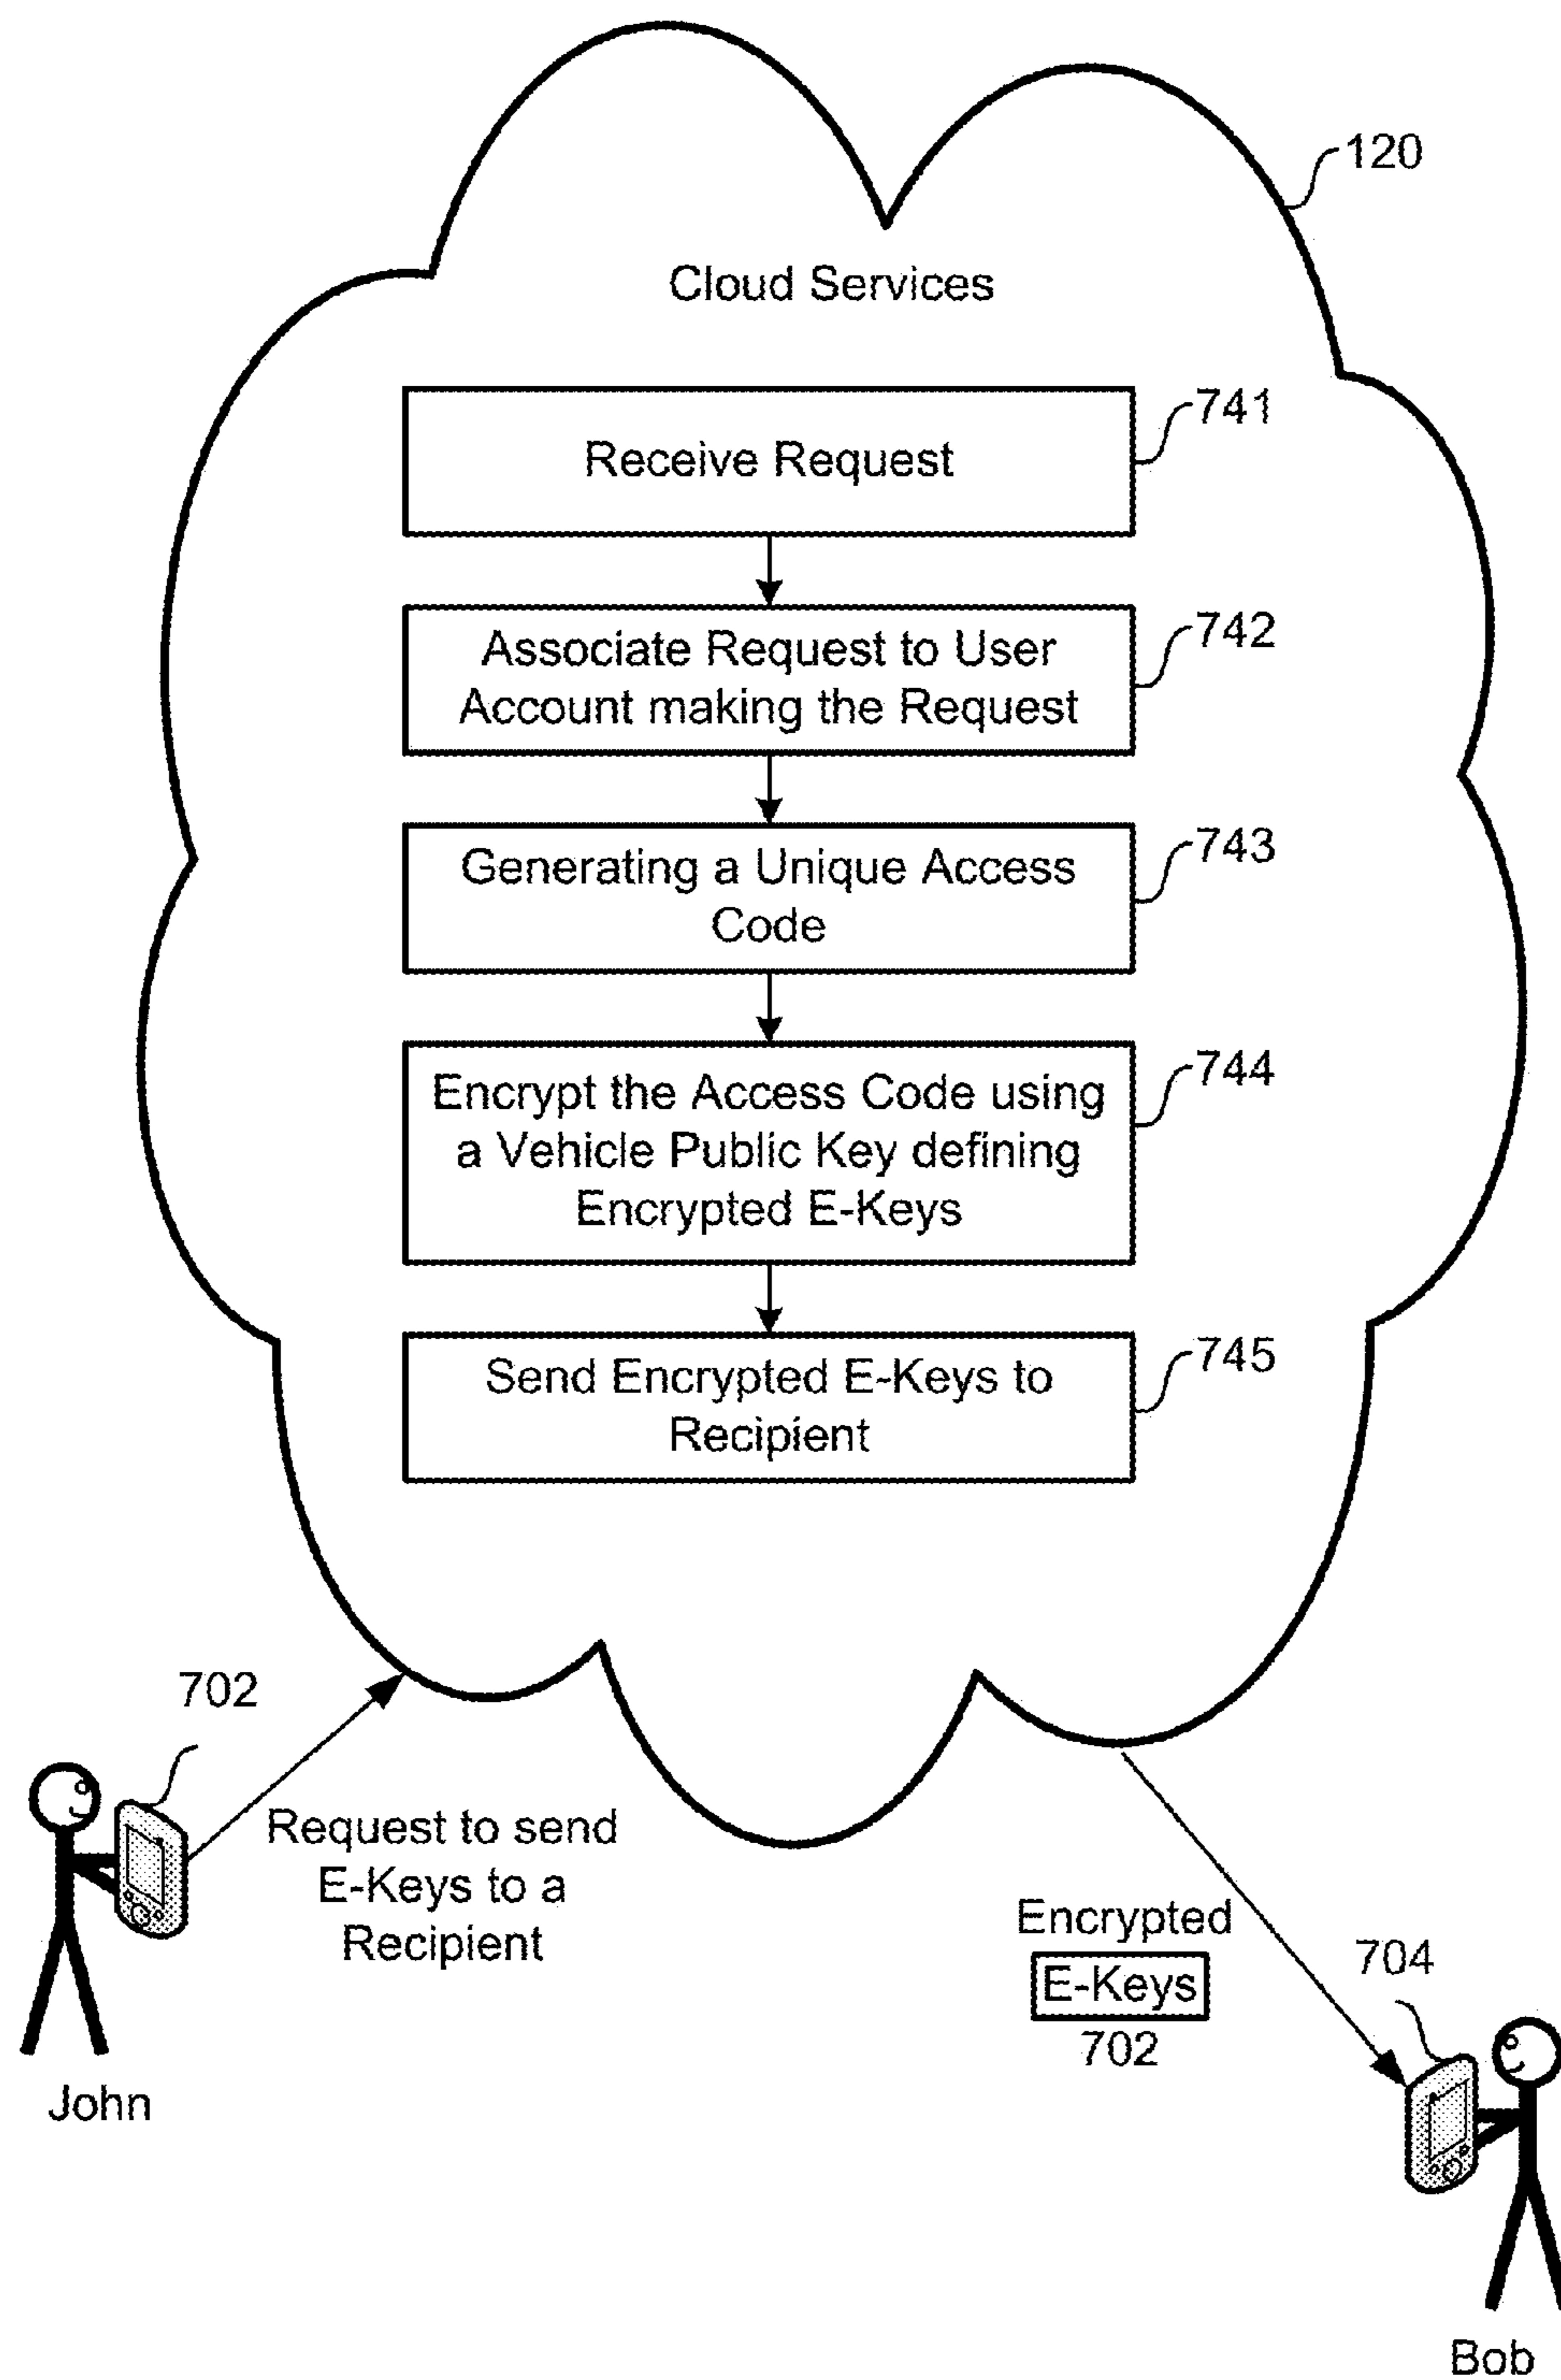 120
Cloud Services
741
Receive Request
742
Associate Request to User
Account making the Request
743
Generating a Unique Access
Code
744
Encrypt the Access Code using
a Vehicle Public Key defining
Encrypted E-Keys
745
Send Encrypted E-Keys to
Recipient
702
Request to send
E-Keys to a
Recipient
John
Encrypted
E-Keys
702
704
Bob